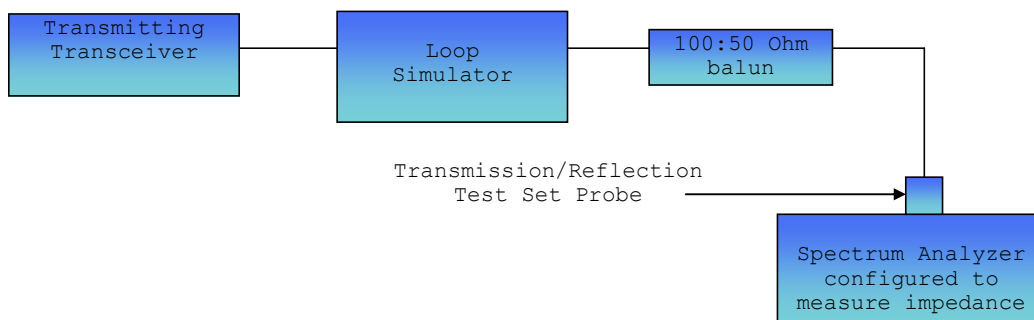 Transmitting
Transceiver
Loop
Simulator
100:50 Ohm
balun
Transmission/Reflection
Test Set Probe
Spectrum Analyzer
configured to
measure impedance